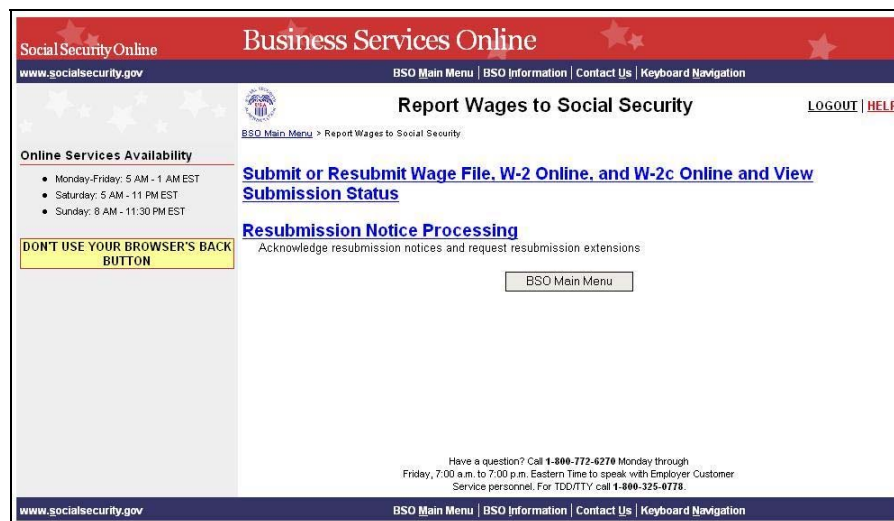 Social Security Online
Business Services Online
www.socialsecurity.gov
BSO Main Menu | BSO Information | Contact Us | Keyboard Navigation
Report Wages to Social Security
LOGOUT | HELP
BSO Main Menu > Report Wages to Social Security
Online Services Availability
Monday-Friday: 5 AM - 1 AM EST
Saturday: 5 AM - 11 PM EST
Sunday: 8 AM - 11:30 PM EST
DON'T USE YOUR BROWSER'S BACK
BUTTON
Submit or Resubmit Wage File, W-2 Online, and W-2c Online and View
Submission Status
Resubmission Notice Processing
Acknowledge resubmission notices and request resubmission extensions
BSO Main Menu
Have a question? Call 1-800-772-6270 Monday through
Friday, 7:00 a.m. to 7:00 p.m. Eastern Time to speak with Employer Customer
Service personnel. For TDD/TTY call 1-800-325-0778.
www.socialsecurity.gov
BSO Main Menu | BSO Information | Contact Us | Keyboard Navigation